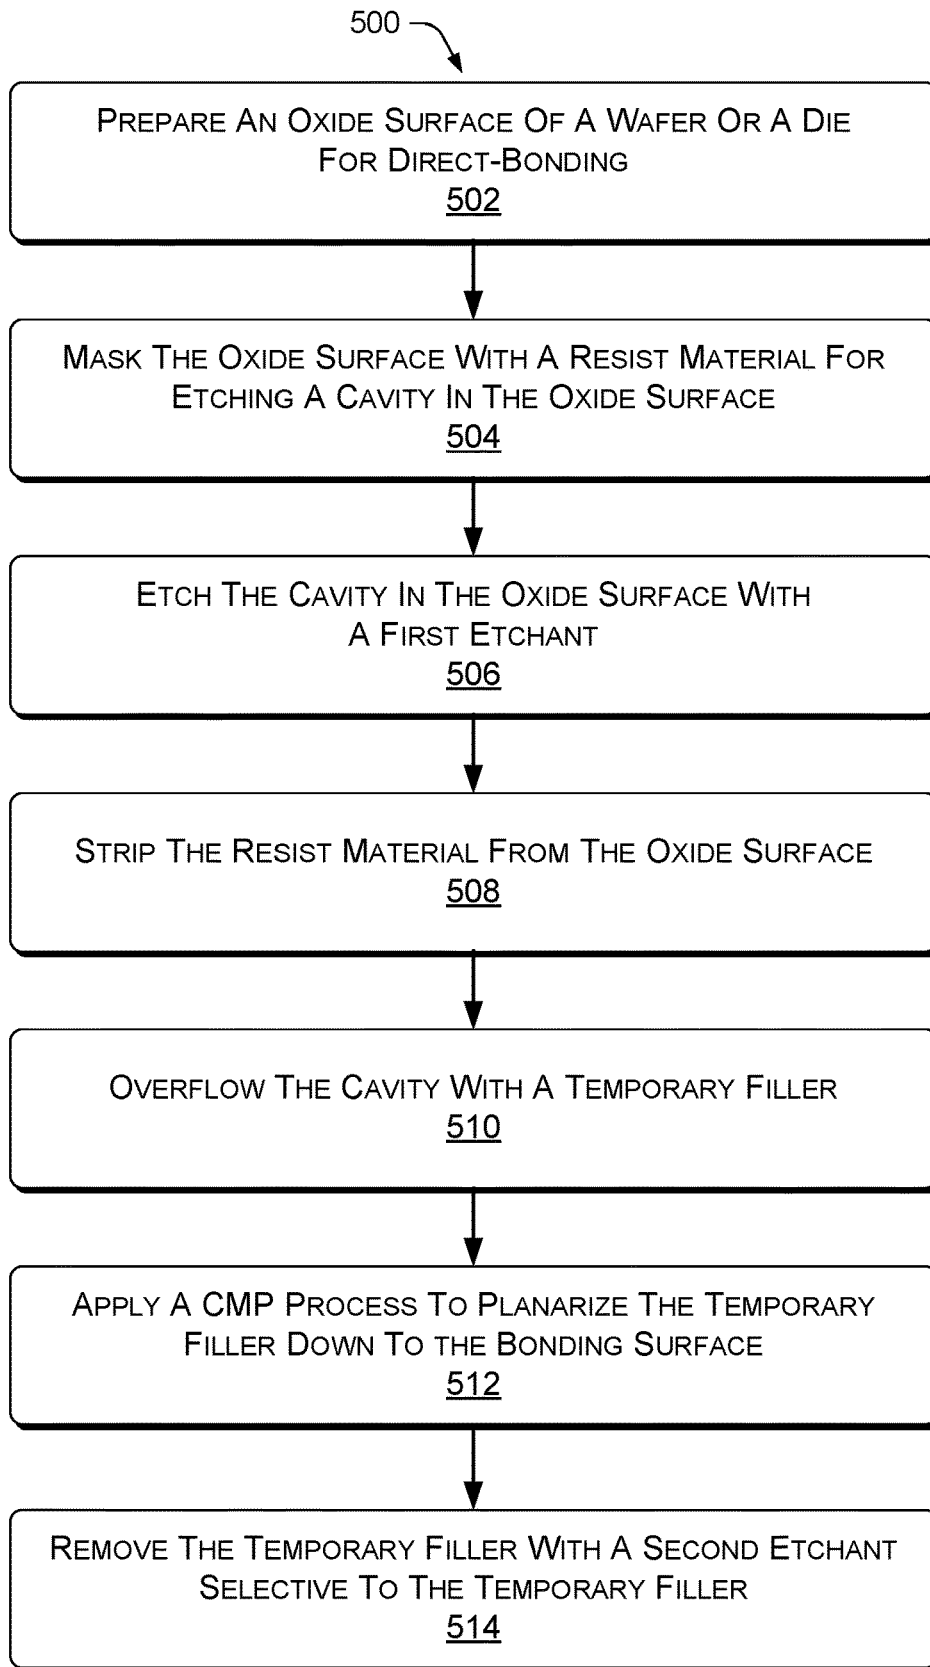 500
PREPARE AN OXIDE SURFACE OF A WAFER OR A DIE
FOR DIRECT-BONDING
502
MASK THE OXIDE SURFACE WITH A RESIST MATERIAL FOR
ETCHING A CAVITY IN THE OXIDE SURFACE
504
ETCH THE CAVITY IN THE OXIDE SURFACE WITH
A FIRST ETCHANT
506
STRIP THE RESIST MATERIAL FROM THE OXIDE SURFACE
508
OVERFLOW THE CAVITY WITH A TEMPORARY FILLER
510
APPLY A CMP PROCESS TO PLANARIZE THE TEMPORARY
FILLER DOWN TO THE BONDING SURFACE
512
REMOVE THE TEMPORARY FILLER WITH A SECOND ETCHANT
SELECTIVE TO THE TEMPORARY FILLER
514